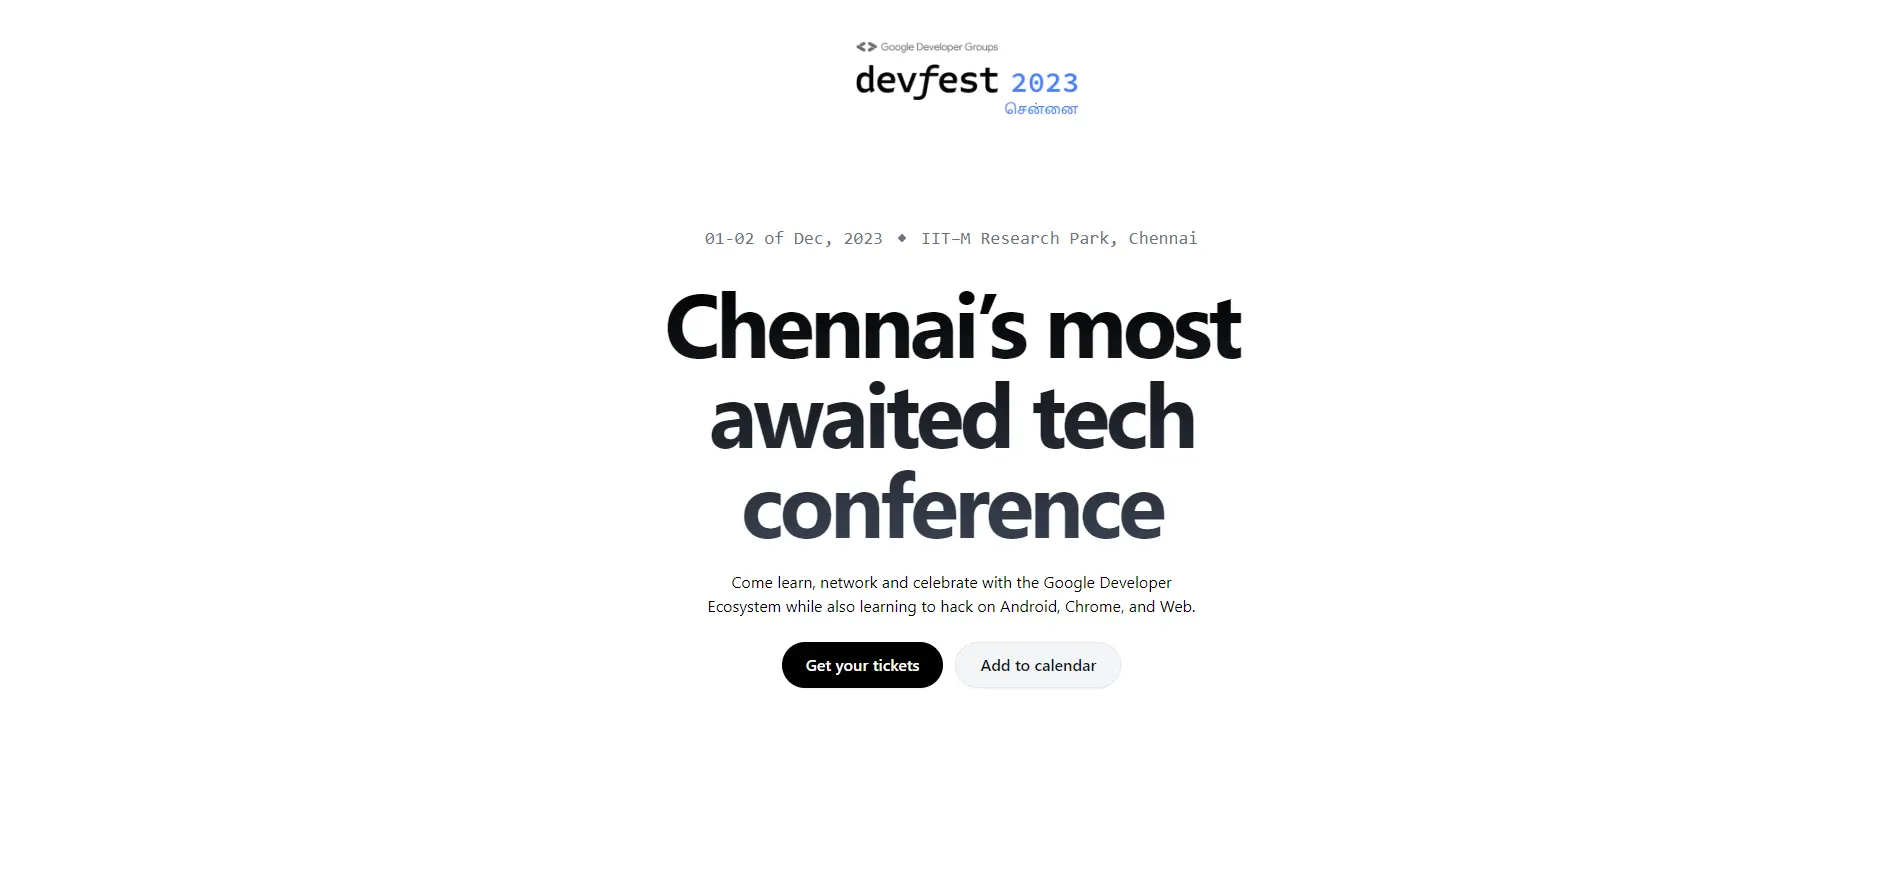 <> Google Developer Groups
devfest 2023
சென்னை
01-02 of Dec, 2023 ◆ IIT–M Research Park, Chennai
Chennai’s most
awaited tech
conference
Come learn, network and celebrate with the Google Developer
Ecosystem while also learning to hack on Android, Chrome, and Web.
Get your tickets
Add to calendar